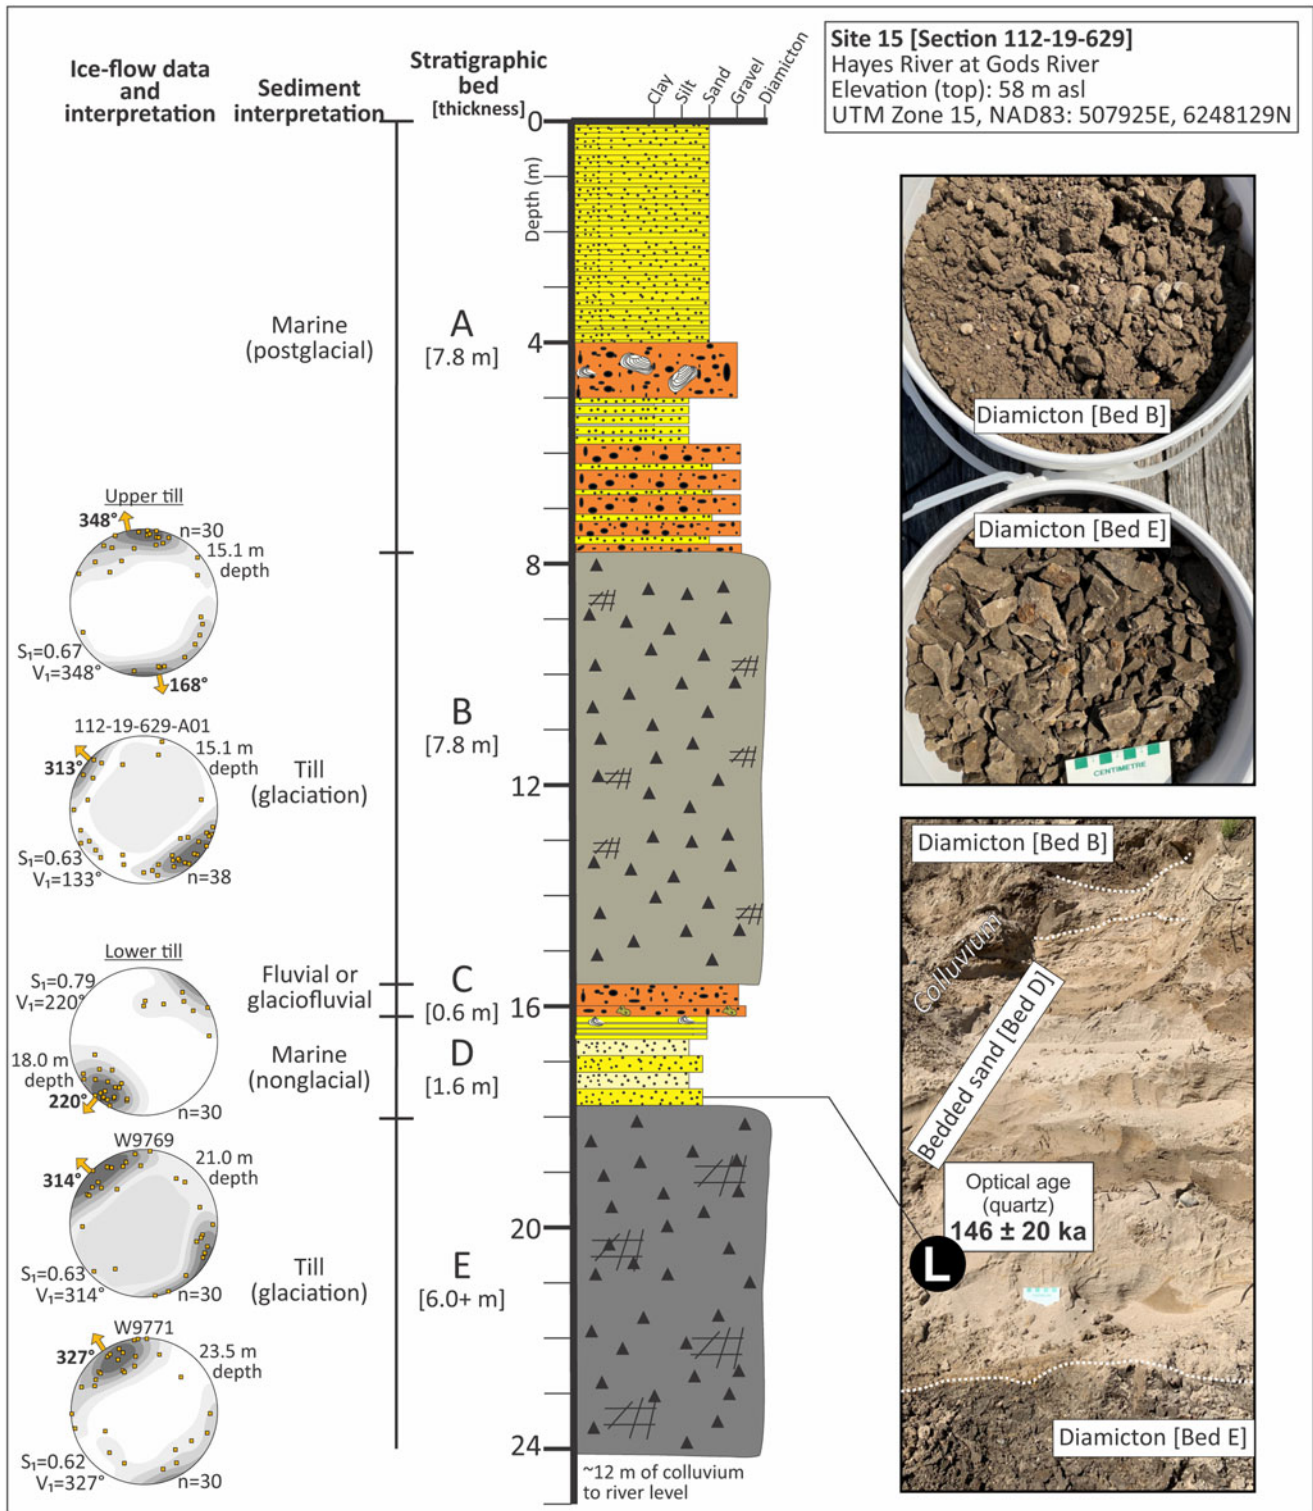 Site 15 [Section 112-19-629]
Hayes River at Gods River
Elevation (top): 58 m asl
UTM Zone 15, NAD83: 507925E, 6248129N
Ice-flow data
and
interpretation
Sediment
interpretation
Stratigraphic
bed
[thickness]
Clay
Silt
Sand
Gravel
Diamicton
Depth (m)
0
4
8
12
16
20
24
Marine
(postglacial)
A
[7.8 m]
Upper till
348°
n=30
15.1 m
depth
S₁=0.67
V₁=348°
168°
112-19-629-A01
15.1 m
depth
313°
S₁=0.63
V₁=133°
n=38
Till
(glaciation)
B
[7.8 m]
Lower till
S₁=0.79
V₁=220°
18.0 m
depth
220°
n=30
Fluvial or
glaciofluvial
C
[0.6 m]
Marine
(nonglacial)
D
[1.6 m]
W9769
21.0 m
depth
314°
S₁=0.63
V₁=314°
n=30
W9771
23.5 m
depth
327°
S₁=0.62
V₁=327°
n=30
Till
(glaciation)
E
[6.0+ m]
~12 m of colluvium
to river level
Diamicton [Bed B]
Diamicton [Bed E]
CENTIMETRE
Diamicton [Bed B]
Colluvium
Bedded sand [Bed D]
Optical age
(quartz)
146 ± 20 ka
L
Diamicton [Bed E]